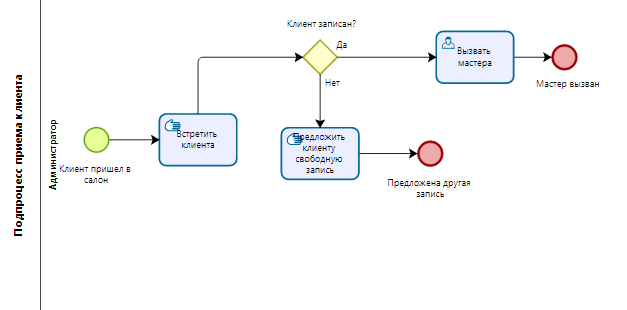 Подпроцесс приема к клиента
Администратор
Клиент пришел в
салон
Встретить
клиента
Клиент записан?
Да
Нет
Вызвать
мастера
Мастер вызван
Предложить
клиенту
свободную
запись
Предложена другая
запись